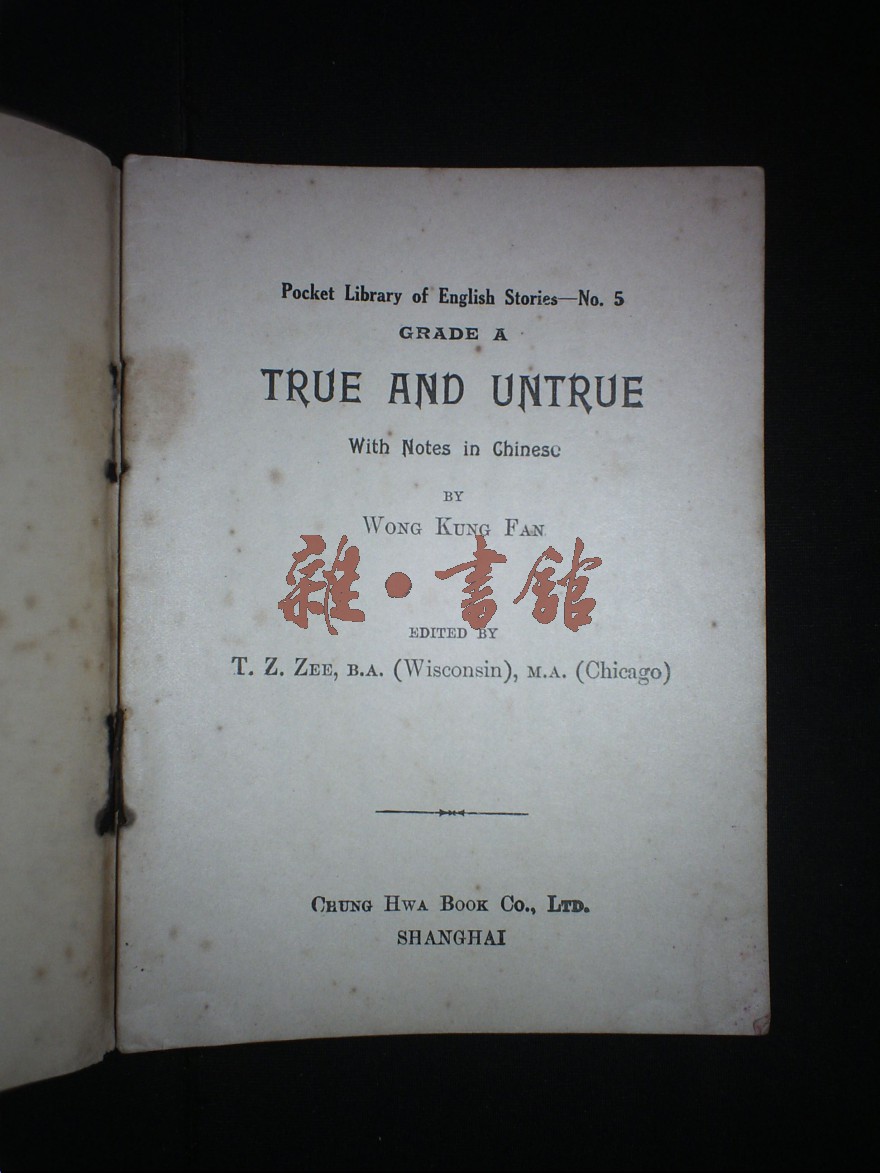 Pocket Library of English Stories—No. 5
GRADE A
TRUE AND UNTRUE
With Notes in Chinese
BY
WONG KUNG FAN
雜·書館
EDITED BY
T. Z. ZEE, B.A. (Wisconsin), M.A. (Chicago)
CHUNG HWA BOOK CO., LTD.
SHANGHAI